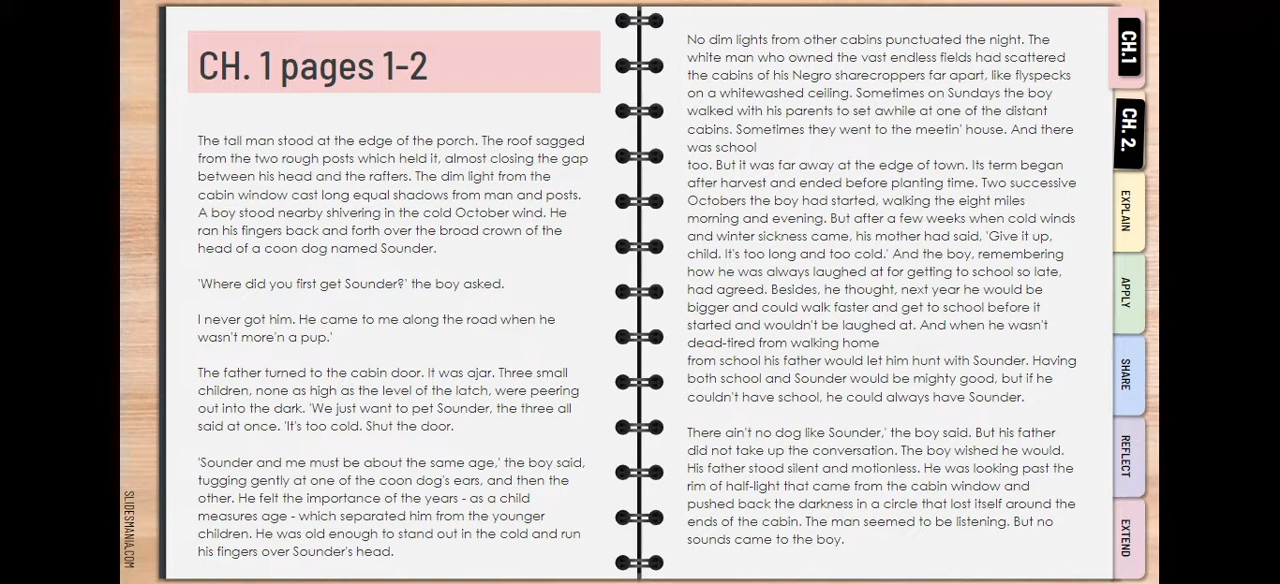 CH. 1 pages 1-2
The tall man stood at the edge of the porch. The roof sagged
from the two rough posts which held it, almost closing the gap
between his head and the rafters. The dim light from the
cabin window cast long equal shadows from man and posts.
A boy stood nearby shivering in the cold October wind. He
ran his fingers back and forth over the broad crown of the
head of a coon dog named Sounder.
'Where did you first get Sounder?' the boy asked.
I never got him. He came to me along the road when he
wasn't more'n a pup.'
The father turned to the cabin door. It was ajar. Three small
children, none as high as the level of the latch, were peering
out into the dark. 'We just want to pet Sounder, the three all
said at once. 'It's too cold. Shut the door.
'Sounder and me must be about the same age,' the boy said,
tugging gently at one of the coon dog's ears, and then the
other. He felt the importance of the years - as a child
measures age - which separated him from the younger
children. He was old enough to stand out in the cold and run
his fingers over Sounder's head.
No dim lights from other cabins punctuated the night. The
white man who owned the vast endless fields had scattered
the cabins of his Negro sharecroppers far apart, like flyspecks
on a whitewashed ceiling. Sometimes on Sundays the boy
walked with his parents to set awhile at one of the distant
cabins. Sometimes they went to the meetin' house. And there
was school
too. But it was far away at the edge of town. Its term began
after harvest and ended before planting time. Two successive
Octobers the boy had started, walking the eight miles
morning and evening. But after a few weeks when cold winds
and winter sickness came, his mother had said, 'Give it up,
child. It's too long and too cold.' And the boy, remembering
how he was always laughed at for getting to school so late,
had agreed. Besides, he thought, next year he would be
bigger and could walk faster and get to school before it
started and wouldn't be laughed at. And when he wasn't
dead-tired from walking home
from school his father would let him hunt with Sounder. Having
both school and Sounder would be mighty good, but if he
couldn't have school, he could always have Sounder.
There ain't no dog like Sounder,' the boy said. But his father
did not take up the conversation. The boy wished he would.
His father stood silent and motionless. He was looking past the
rim of half-light that came from the cabin window and
pushed back the darkness in a circle that lost itself around the
ends of the cabin. The man seemed to be listening. But no
sounds came to the boy.
CH.1
CH. 2.
EXPLAIN
APPLY
SHARE
REFLECT
EXTEND
SLIDESMANIA.COM